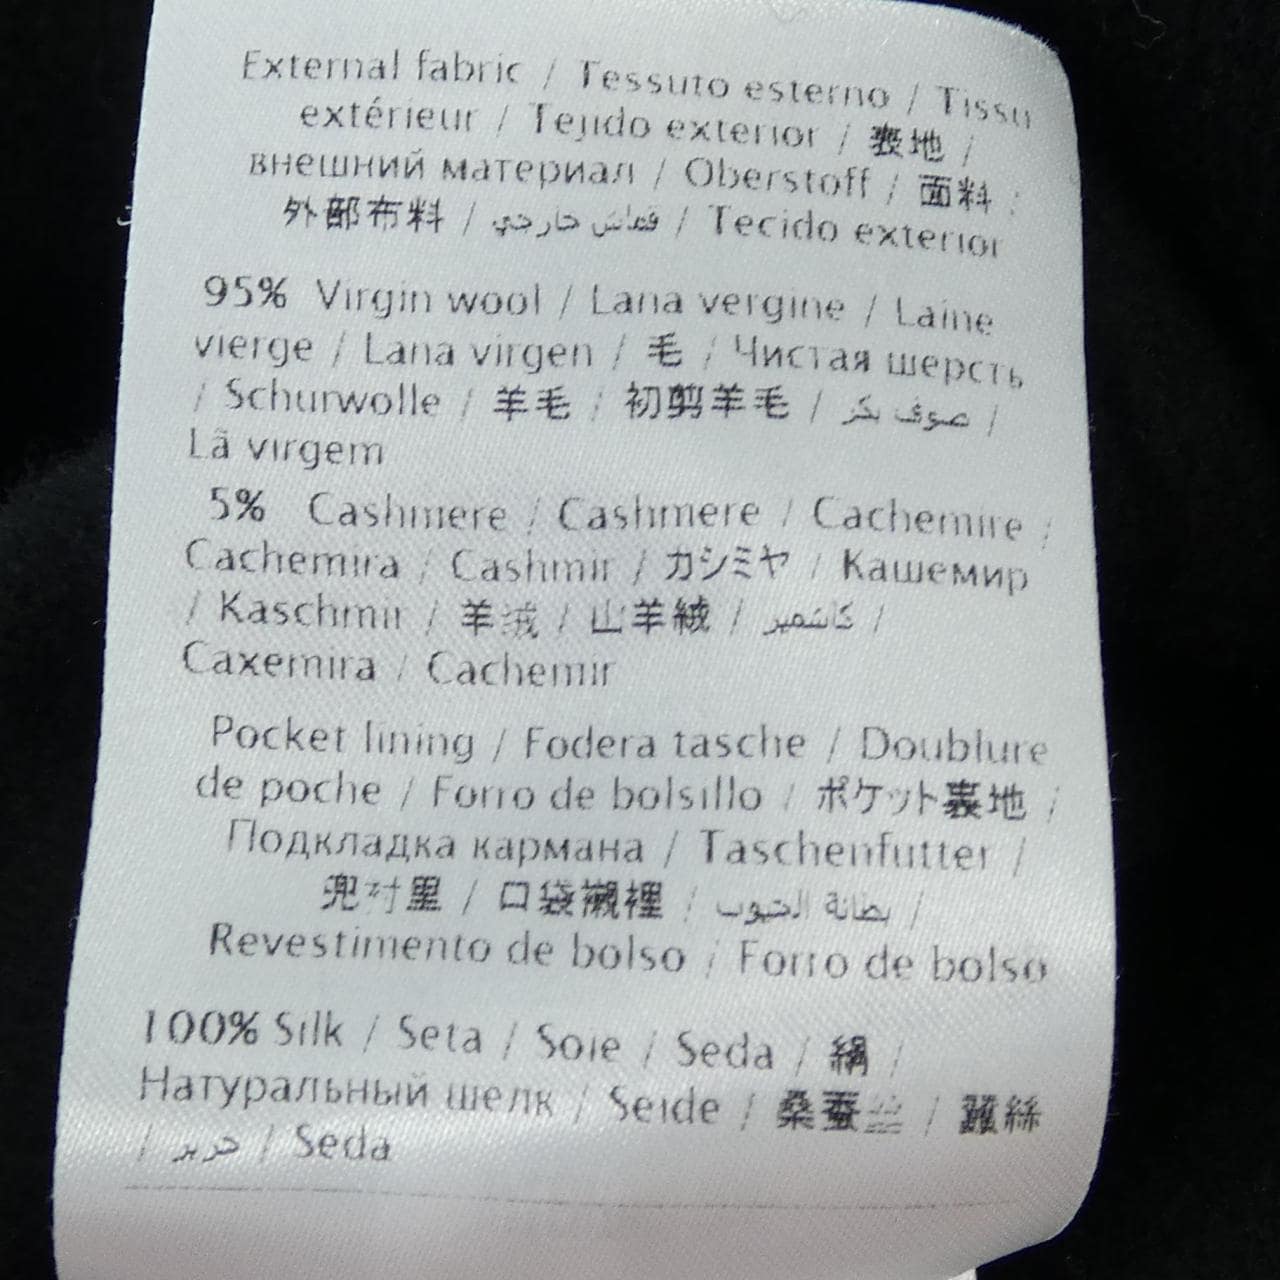 External fabric / Tessuto esterno / Tissu
extérieur / Tejido exterior / 表地 /
внешний материал / Oberstoff / 面料 /
外部布料 / قماش خارجي / Tecido exterior
95% Virgin wool / Lana vergine / Laine
vierge / Lana virgen / 毛 / Чистая шерсть
/ Schurwolle / 羊毛 / 初剪羊毛 / صوف بكر /
Lã virgem
5% Cashmere / Cashmere / Cachemire /
Cachemira / Cashmir / カシミヤ / Кашемир
/ Kaschmir / 羊绒 / 山羊絨 / كاشمير /
Caxemira / Cachemir
Pocket lining / Fodera tasche / Doublure
de poche / Forro de bolsillo / ポケット裏地 /
Подкладка кармана / Taschenfutter /
兜衬里 / 口袋襯裡 / بطانة الجيوب /
Revestimento de bolso / Forro de bolso
100% Silk / Seta / Soie / Seda / 絹 /
Натуральный шелк / Seide / 桑蚕丝 / 蠶絲
/ حرير / Seda